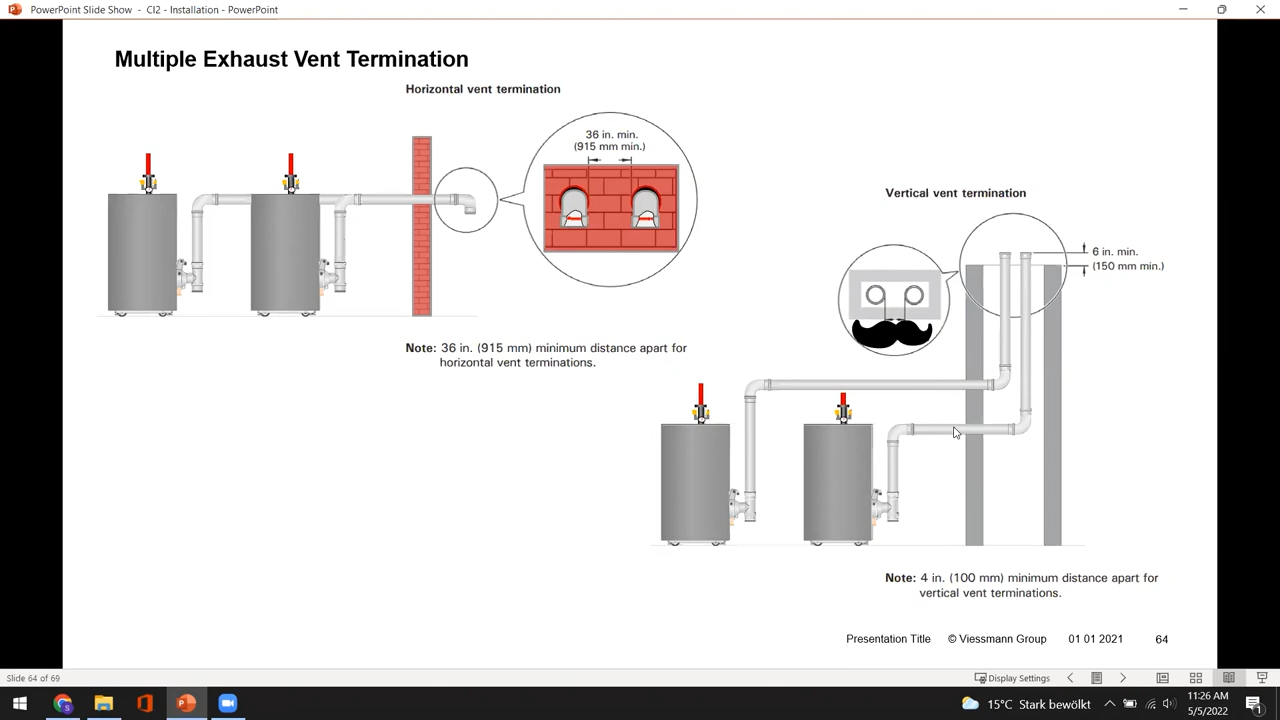 PowerPoint Slide Show - CI2 - Installation - PowerPoint
Multiple Exhaust Vent Termination
Horizontal vent termination
36 in. min.
(915 mm min.)
Vertical vent termination
6 in. min.
(150 mm min.)
Note: 36 in. (915 mm) minimum distance apart for
horizontal vent terminations.
Note: 4 in. (100 mm) minimum distance apart for
vertical vent terminations.
Presentation Title © Viessmann Group 01 01 2021 64
Slide 64 of 69
Display Settings
15°C Stark bewölkt
11:26 AM
5/5/2022
1